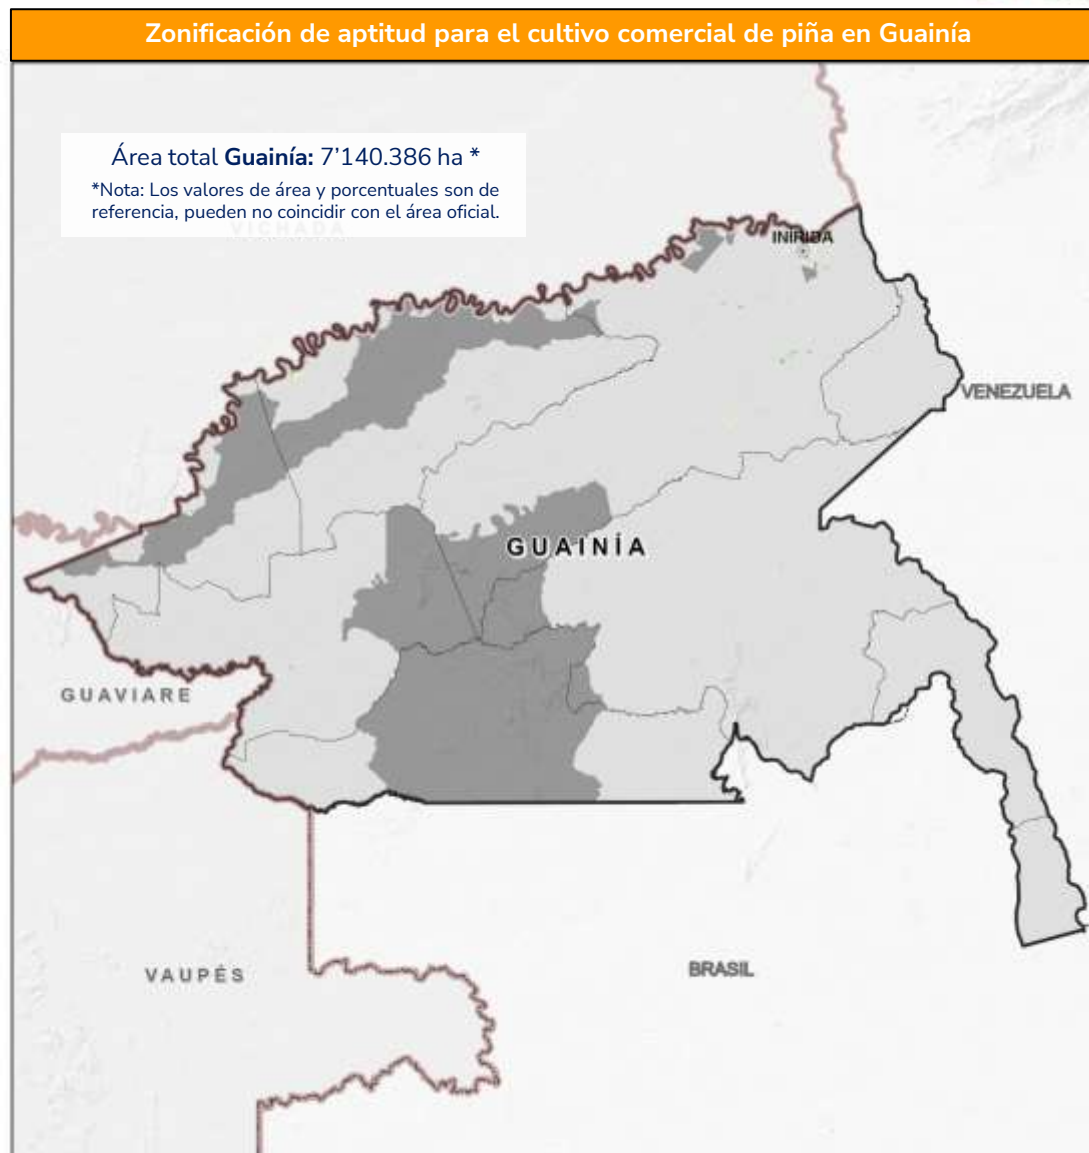 Zonificación de aptitud para el cultivo comercial de piña en Guainía
Área total Guainía: 7’140.386 ha *
*Nota: Los valores de área y porcentuales son de
referencia, pueden no coincidir con el área oficial.
VICHADA
INÍRIDA
VENEZUELA
GUAINÍA
GUAVIARE
VAUPÉS
BRASIL